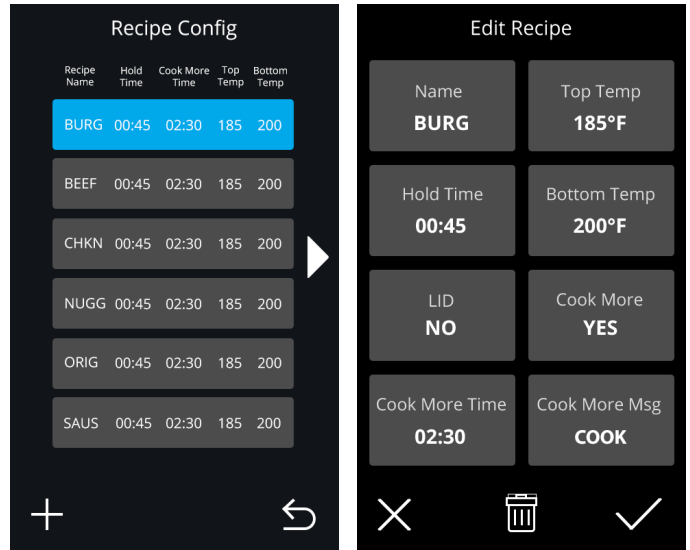 Recipe Config
Recipe Name Hold Time Cook More Time Top Temp Bottom Temp
BURG 00:45 02:30 185 200
BEEF 00:45 02:30 185 200
CHKN 00:45 02:30 185 200
NUGG 00:45 02:30 185 200
ORIG 00:45 02:30 185 200
SAUS 00:45 02:30 185 200
Edit Recipe
Name
BURG
Top Temp
185°F
Hold Time
00:45
Bottom Temp
200°F
LID
NO
Cook More
YES
Cook More Time
02:30
Cook More Msg
COOK